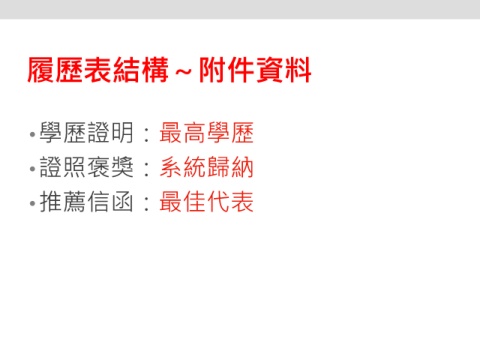 履歷表結構～附件資料
•學歷證明：最高學歷
•證照褒獎：系統歸納
•推薦信函：最佳代表